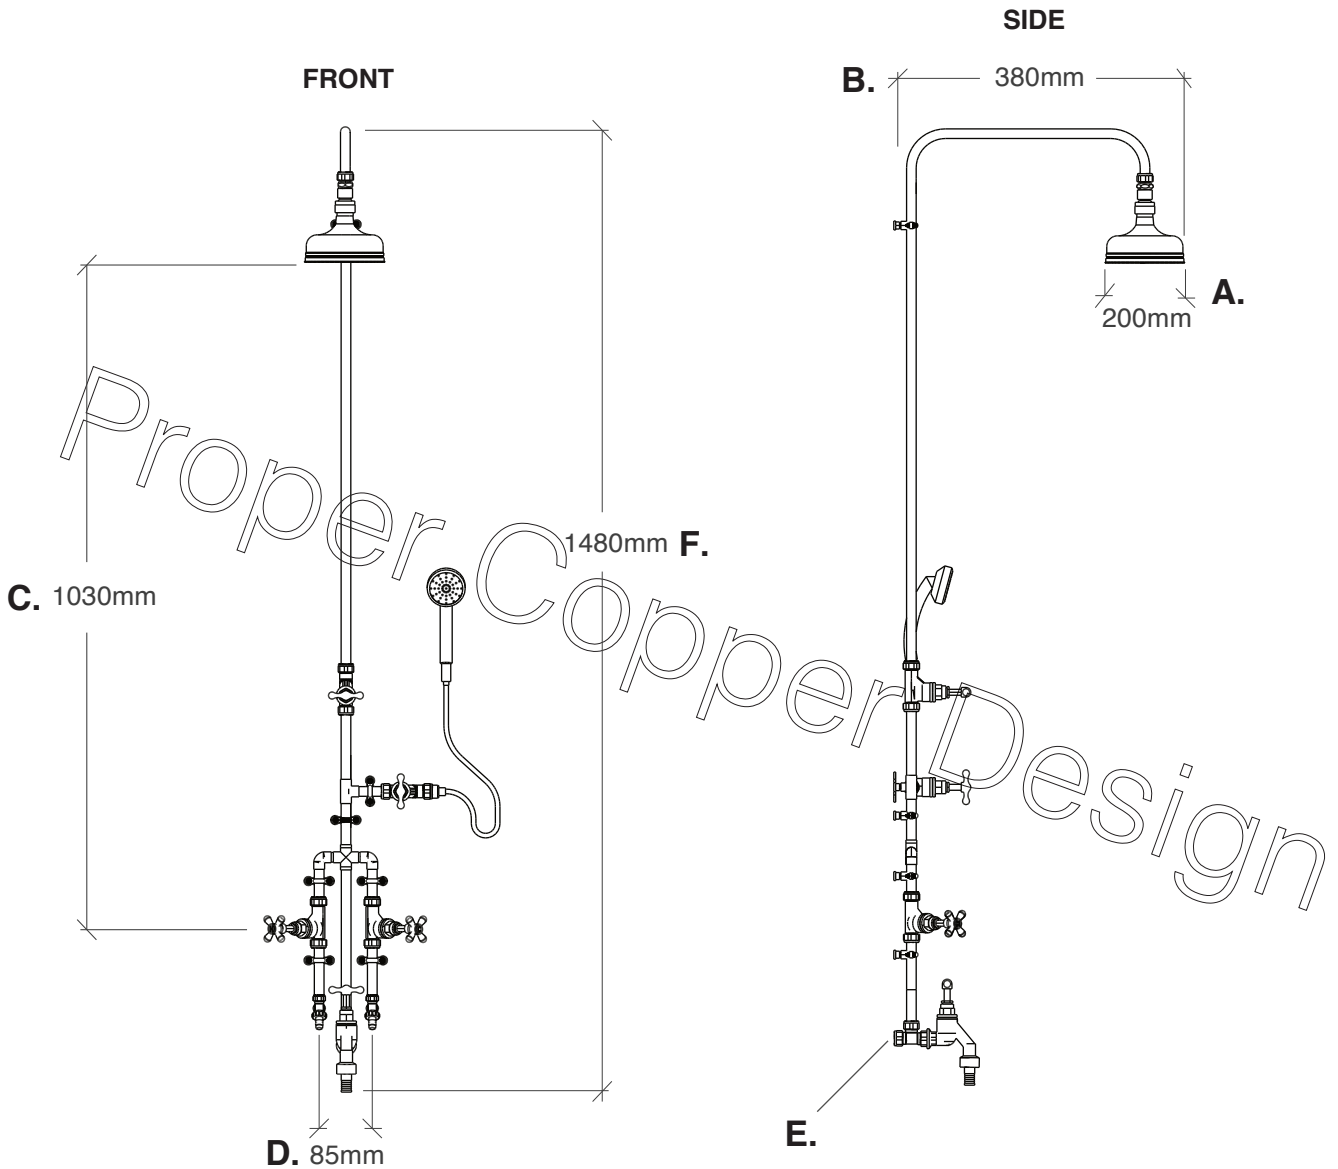 SIDE
FRONT
B. 380mm
A.
200mm
Proper Copper Design
1480mm F.
C. 1030mm
E.
D. 85mm